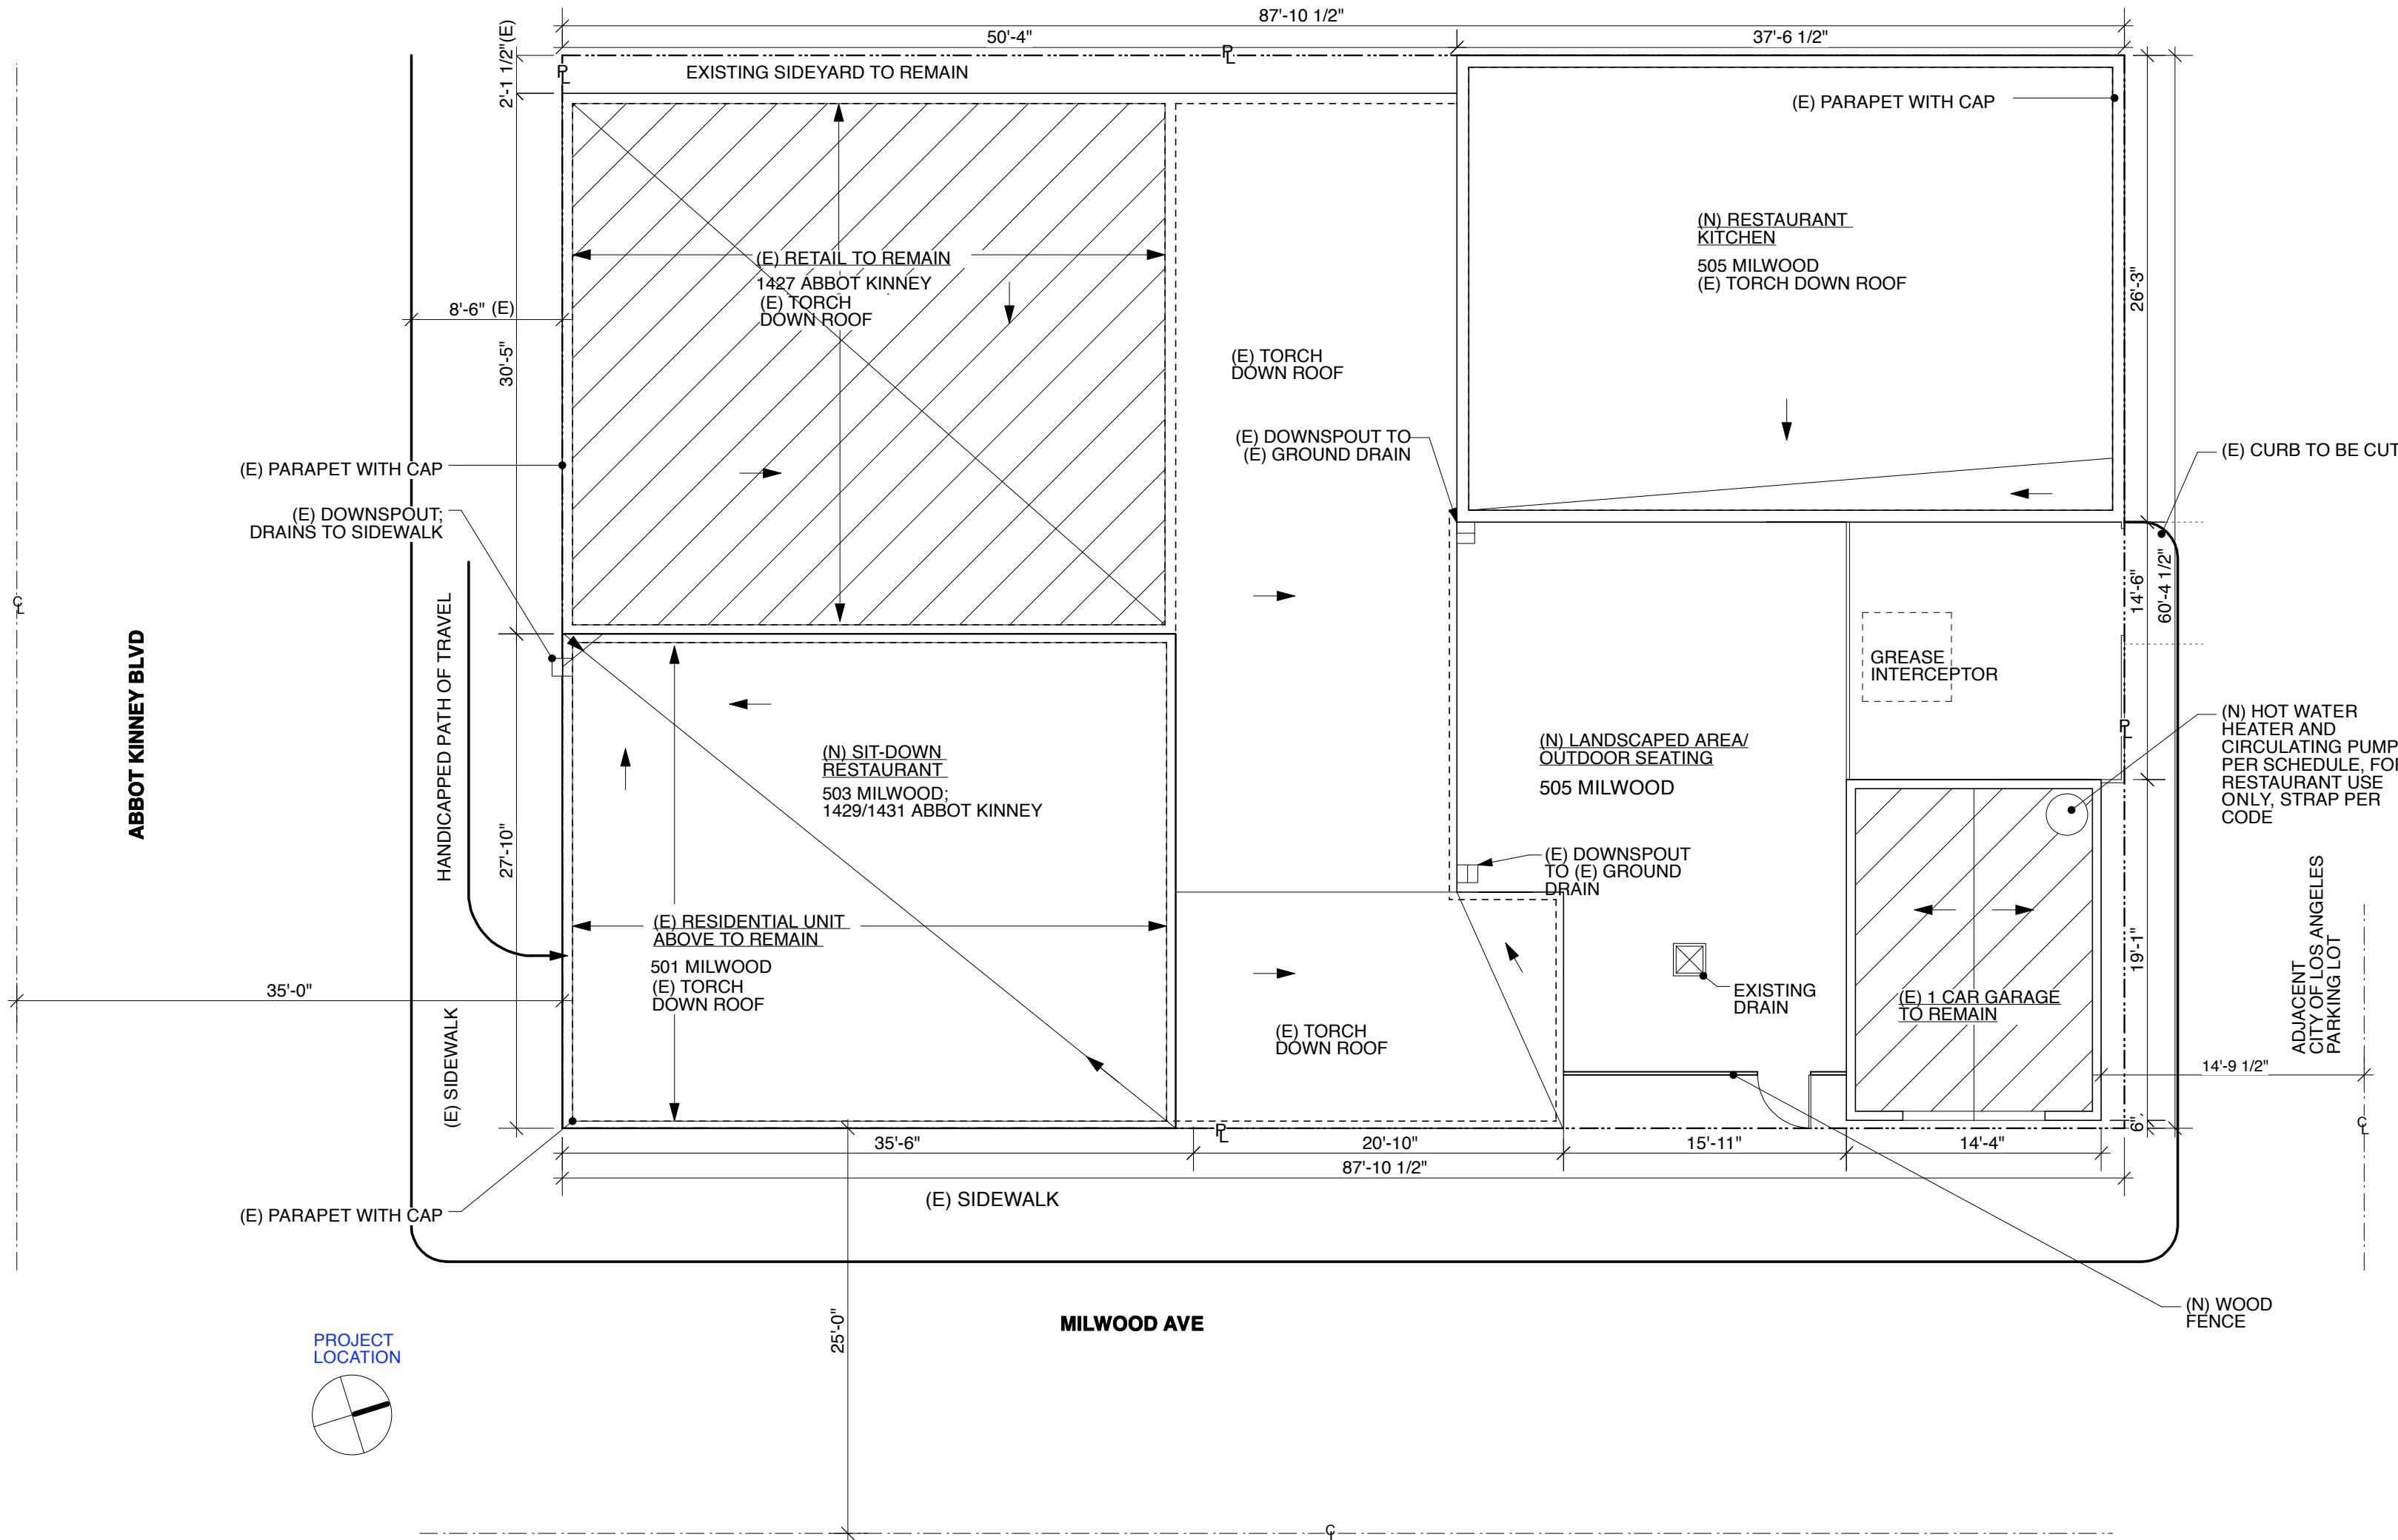 87'-10 1/2"
50'-4"
37'-6 1/2"
2'-1 1/2"(E)
PL
PL
EXISTING SIDEYARD TO REMAIN
(E) PARAPET WITH CAP
(N) RESTAURANT
KITCHEN
505 MILWOOD
(E) TORCH DOWN ROOF
(E) RETAIL TO REMAIN
1427 ABBOT KINNEY
(E) TORCH
DOWN ROOF
8'-6" (E)
30'-5"
26'-3"
(E) TORCH
DOWN ROOF
(E) DOWNSPOUT TO
(E) GROUND DRAIN
(E) CURB TO BE CUT
(E) PARAPET WITH CAP
(E) DOWNSPOUT;
DRAINS TO SIDEWALK
14'-6"
60'-4 1/2"
CL
ABBOT KINNEY BLVD
HANDICAPPED PATH OF TRAVEL
GREASE
INTERCEPTOR
PL
(N) HOT WATER
HEATER AND
CIRCULATING PUMP
PER SCHEDULE, FOR
RESTAURANT USE
ONLY, STRAP PER
CODE
(N) SIT-DOWN
RESTAURANT
503 MILWOOD;
1429/1431 ABBOT KINNEY
(N) LANDSCAPED AREA/
OUTDOOR SEATING
505 MILWOOD
27'-10"
(E) DOWNSPOUT
TO (E) GROUND
DRAIN
(E) RESIDENTIAL UNIT
ABOVE TO REMAIN
501 MILWOOD
(E) TORCH
DOWN ROOF
19'-1"
ADJACENT
CITY OF LOS ANGELES
PARKING LOT
35'-0"
EXISTING
DRAIN
(E) 1 CAR GARAGE
TO REMAIN
(E) SIDEWALK
(E) TORCH
DOWN ROOF
14'-9 1/2"
6"
CL
PL
35'-6"
20'-10"
15'-11"
14'-4"
87'-10 1/2"
(E) SIDEWALK
(E) PARAPET WITH CAP
25'-0"
MILWOOD AVE
(N) WOOD
FENCE
PROJECT
LOCATION
CL